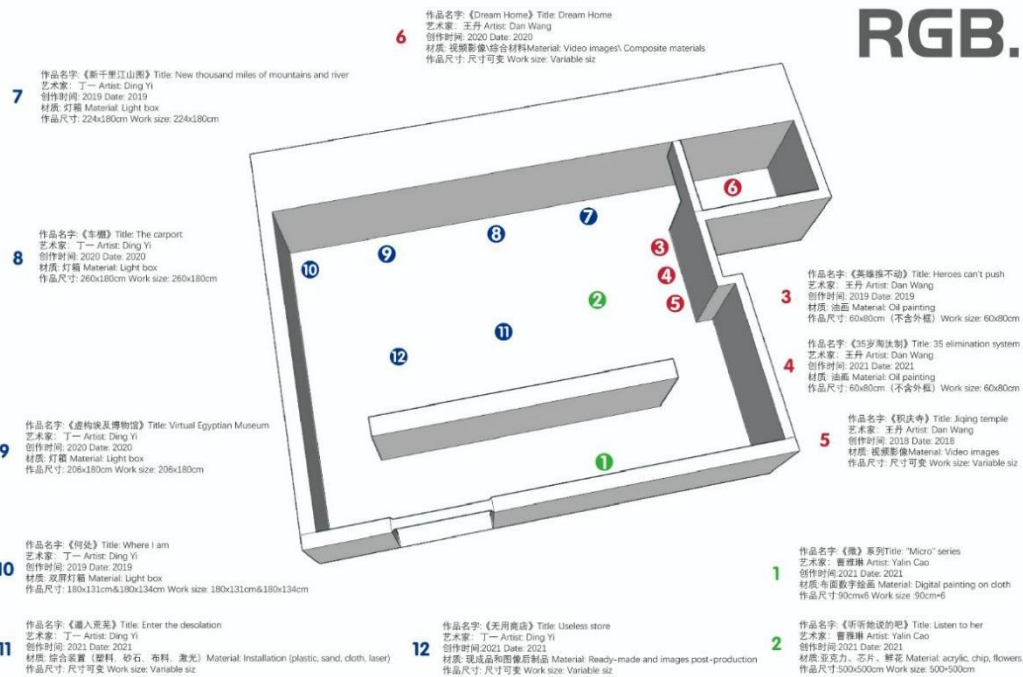 RGB.
6
作品名字:《Dream Home》Title: Dream Home
艺术家: 王丹 Artist: Dan Wang
创作时间: 2020 Date: 2020
材质: 视频影像\综合材料Material: Video images\ Composite materials
作品尺寸: 尺寸可变 Work size: Variable siz
7
作品名字:《新千里江山图》Title: New thousand miles of mountains and river
艺术家: 丁一 Artist: Ding Yi
创作时间: 2019 Date: 2019
材质: 灯箱 Material: Light box
作品尺寸: 224x180cm Work size: 224x180cm
8
作品名字:《车棚》Title: The carport
艺术家: 丁一 Artist: Ding Yi
创作时间: 2020 Date: 2020
材质: 灯箱 Material: Light box
作品尺寸: 260x180cm Work size: 260x180cm
6
7
8
9
10
3
4
5
2
11
12
1
3
作品名字:《英雄推不动》Title: Heroes can't push
艺术家: 王丹 Artist: Dan Wang
创作时间: 2019 Date: 2019
材质: 油画 Material: Oil painting
作品尺寸: 60x80cm（不含外框）Work size: 60x80cm
4
作品名字:《35岁淘汰制》Title: 35 elimination system
艺术家: 王丹 Artist: Dan Wang
创作时间: 2021 Date: 2021
材质: 油画 Material: Oil painting
作品尺寸: 60x80cm（不含外框）Work size: 60x80cm
5
作品名字:《积庆寺》Title: Jiqing temple
艺术家: 王丹 Artist: Dan Wang
创作时间: 2018 Date: 2018
材质: 视频影像Material: Video images
作品尺寸: 尺寸可变 Work size: Variable siz
9
作品名字:《虚构埃及博物馆》Title: Virtual Egyptian Museum
艺术家: 丁一 Artist: Ding Yi
创作时间: 2020 Date: 2020
材质: 灯箱 Material: Light box
作品尺寸: 206x180cm Work size: 206x180cm
10
作品名字:《何处》Title: Where I am
艺术家: 丁一 Artist: Ding Yi
创作时间: 2019 Date: 2019
材质: 双屏灯箱 Material: Light box
作品尺寸: 180x131cm&180x134cm Work size: 180x131cm&180x134cm
1
作品名字:《微》系列Title: "Micro" series
艺术家: 曹雅琳 Artist: Yalin Cao
创作时间:2021 Date: 2021
材质:布面数字绘画 Material: Digital painting on cloth
作品尺寸:90cm×6 Work size :90cm*6
11
作品名字:《遁入荒芜》Title: Enter the desolation
艺术家: 丁一 Artist: Ding Yi
创作时间: 2021 Date: 2021
材质: 综合装置（塑料、砂石、布料、激光）Material: Installation (plastic, sand, cloth, laser)
作品尺寸: 尺寸可变 Work size: Variable siz
12
作品名字:《无用商店》Title: Useless store
艺术家: 丁一 Artist: Ding Yi
创作时间:2021 Date: 2021
材质: 现成品和图像后制品 Material: Ready-made and images post-production
作品尺寸: 尺寸可变 Work size: Variable siz
2
作品名字:《听听她说的吧》Title: Listen to her
艺术家: 曹雅琳 Artist: Yalin Cao
创作时间:2021 Date: 2021
材质:亚克力、芯片、鲜花 Material: acrylic, chip, flowers
作品尺寸:500x500cm Work size: 500*500cm